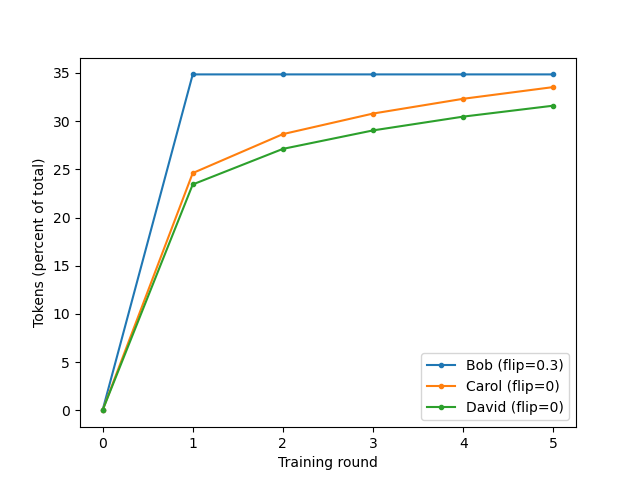 35
30
25
20
15
10
5
0
Tokens (percent of total)
Bob (flip=0.3)
Carol (flip=0)
David (flip=0)
0 1 2 3 4 5
Training round